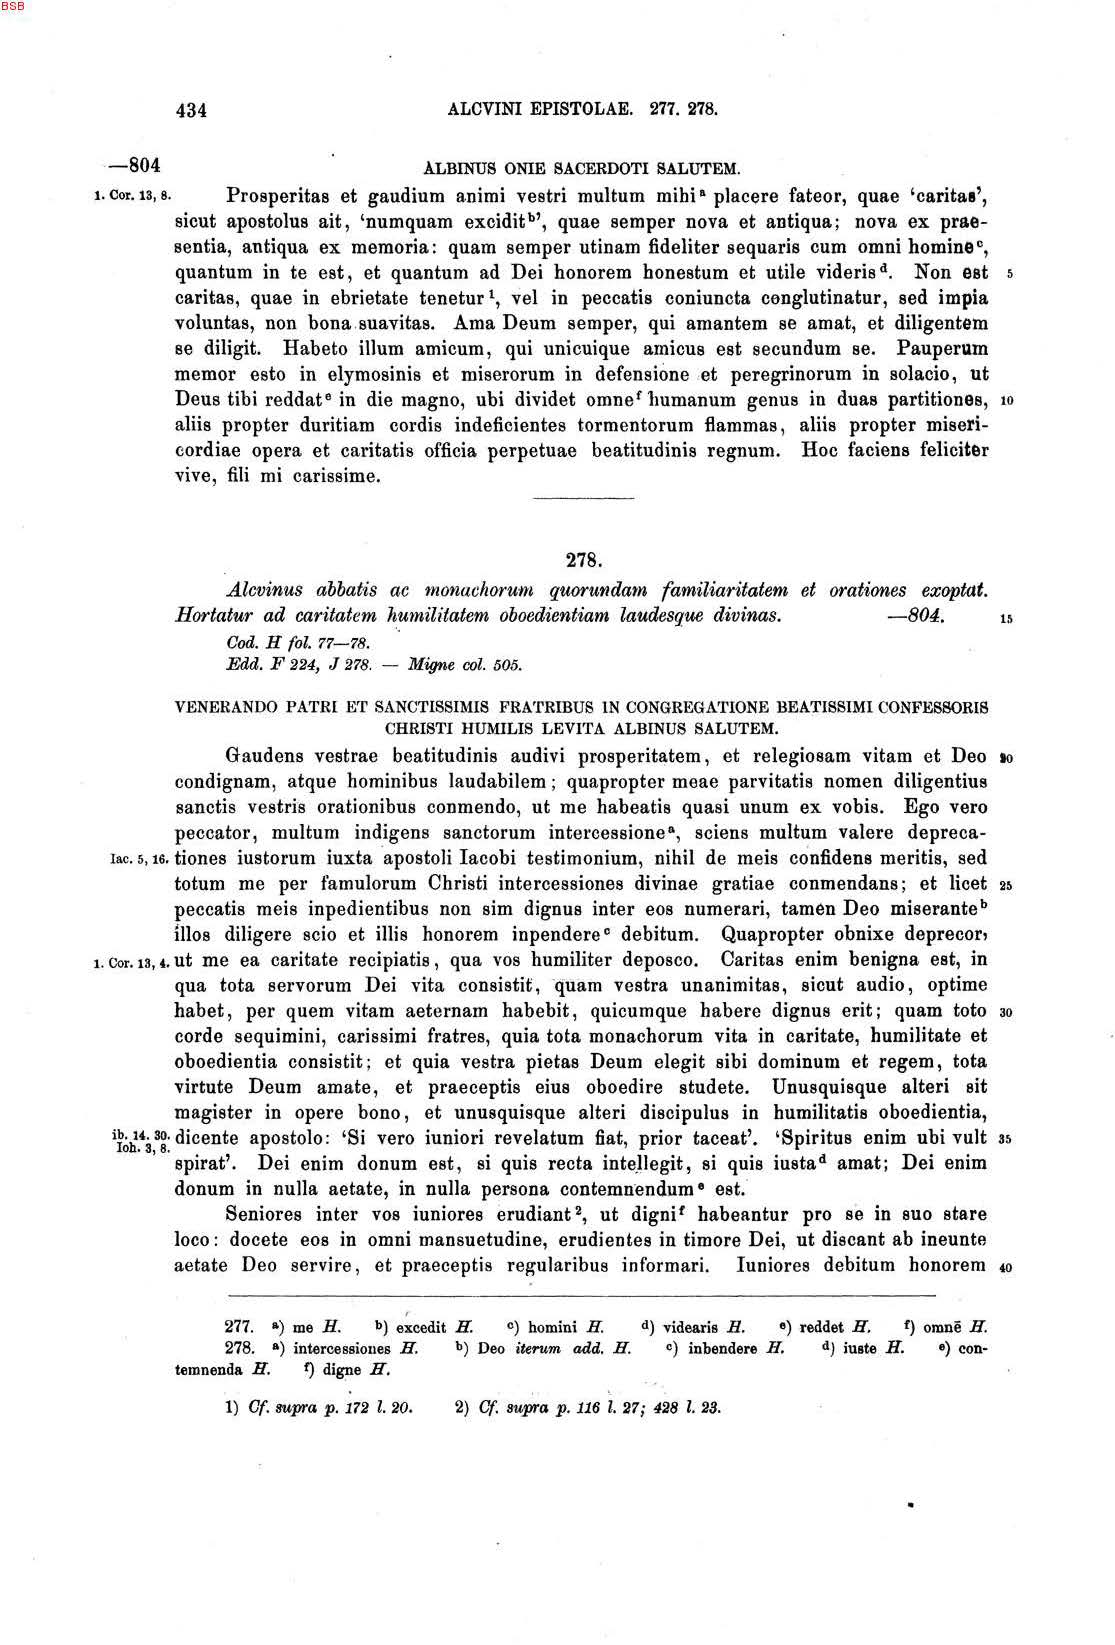 BSB
434 ALCVINI EPISTOLAE. 277. 278.
—804 ALBINUS ONIE SACERDOTI SALUTEM.
1. Cor. 13, 8. Prosperitas et gaudium animi vestri multum mihi a placere fateor, quae ‘caritas’,
sicut apostolus ait, ‘numquam excidit b’, quae semper nova et antiqua; nova ex prae-
sentia, antiqua ex memoria: quam semper utinam fideliter sequaris cum omni homine c,
quantum in te est, et quantum ad Dei honorem honestum et utile videris d. Non est 5
caritas, quae in ebrietate tenetur 1, vel in peccatis coniuncta conglutinatur, sed impia
voluntas, non bona suavitas. Ama Deum semper, qui amantem se amat, et diligentem
se diligit. Habeto illum amicum, qui unicuique amicus est secundum se. Pauperum
memor esto in elymosinis et miserorum in defensione et peregrinorum in solacio, ut
Deus tibi reddat e in die magno, ubi dividet omne f humanum genus in duas partitiones, 10
aliis propter duritiam cordis indeficientes tormentorum flammas, aliis propter miseri-
cordiae opera et caritatis officia perpetuae beatitudinis regnum. Hoc faciens feliciter
vive, fili mi carissime.
278.
Alcvinus abbatis ac monachorum quorundam familiaritatem et orationes exoptat.
Hortatur ad caritatem humilitatem oboedientiam laudesque divinas. —804. 15
Cod. H fol. 77—78.
Edd. F 224, J 278. — Migne col. 505.
VENERANDO PATRI ET SANCTISSIMIS FRATRIBUS IN CONGREGATIONE BEATISSIMI CONFESSORIS
CHRISTI HUMILIS LEVITA ALBINUS SALUTEM.
Gaudens vestrae beatitudinis audivi prosperitatem, et relegiosam vitam et Deo 20
condignam, atque hominibus laudabilem; quapropter meae parvitatis nomen diligentius
sanctis vestris orationibus conmendo, ut me habeatis quasi unum ex vobis. Ego vero
peccator, multum indigens sanctorum intercessione a, sciens multum valere depreca-
Iac. 5, 16. tiones iustorum iuxta apostoli Iacobi testimonium, nihil de meis confidens meritis, sed
totum me per famulorum Christi intercessiones divinae gratiae conmendans; et licet 25
peccatis meis inpedientibus non sim dignus inter eos numerari, tamen Deo miserante b
illos diligere scio et illis honorem inpendere c debitum. Quapropter obnixe deprecor,
1. Cor. 13, 4. ut me ea caritate recipiatis, qua vos humiliter deposco. Caritas enim benigna est, in
qua tota servorum Dei vita consistit, quam vestra unanimitas, sicut audio, optime
habet, per quem vitam aeternam habebit, quicumque habere dignus erit; quam toto 30
corde sequimini, carissimi fratres, quia tota monachorum vita in caritate, humilitate et
oboedientia consistit; et quia vestra pietas Deum elegit sibi dominum et regem, tota
virtute Deum amate, et praeceptis eius oboedire studete. Unusquisque alteri sit
magister in opere bono, et unusquisque alteri discipulus in humilitatis oboedientia,
ib. 14. 30. dicente apostolo: ‘Si vero iuniori revelatum fiat, prior taceat’. ‘Spiritus enim ubi vult 35
Ioh. 3, 8. spirat’. Dei enim donum est, si quis recta intellegit, si quis iusta d amat; Dei enim
donum in nulla aetate, in nulla persona contemnendum e est.
Seniores inter vos iuniores erudiant 2, ut digni f habeantur pro se in suo stare
loco: docete eos in omni mansuetudine, erudientes in timore Dei, ut discant ab ineunte
aetate Deo servire, et praeceptis regularibus informari. Iuniores debitum honorem 40
277. a) me H. b) excedit H. c) homini H. d) videaris H. e) reddet H. f) omnē H.
278. a) intercessiones H. b) Deo iterum add. H. c) inbendere H. d) iuste H. e) con-
temnenda H. f) digne H.
1) Cf. supra p. 172 l. 20. 2) Cf. supra p. 116 l. 27; 428 l. 23.